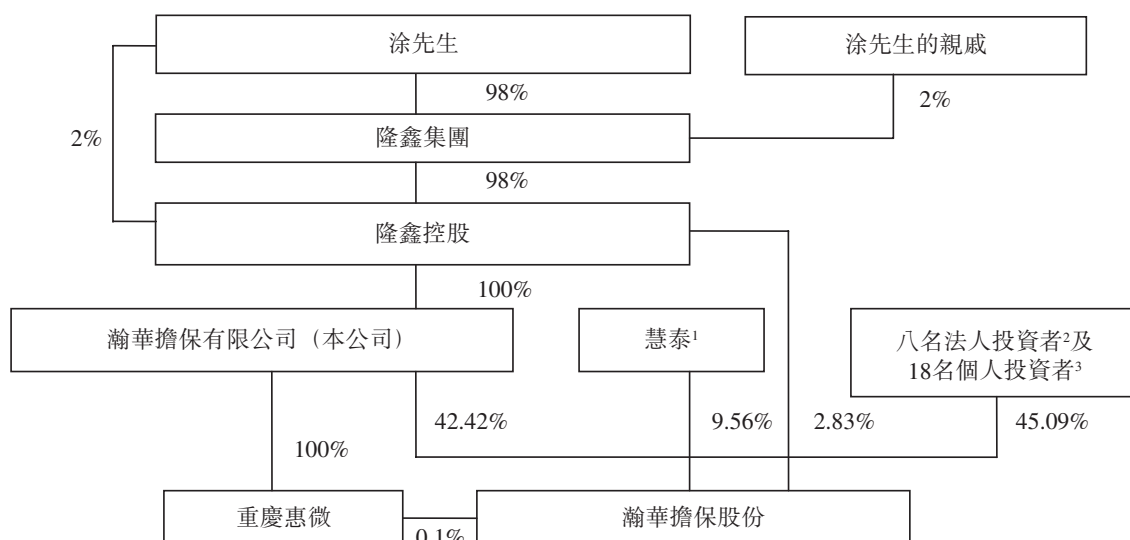 涂先生
涂先生的親戚
98%
2%
2%
隆鑫集團
98%
隆鑫控股
100%
瀚華擔保有限公司（本公司）
慧泰¹
八名法人投資者²及
18名個人投資者³
42.42%
9.56%
2.83%
45.09%
100%
重慶惠微
瀚華擔保股份
0.1%